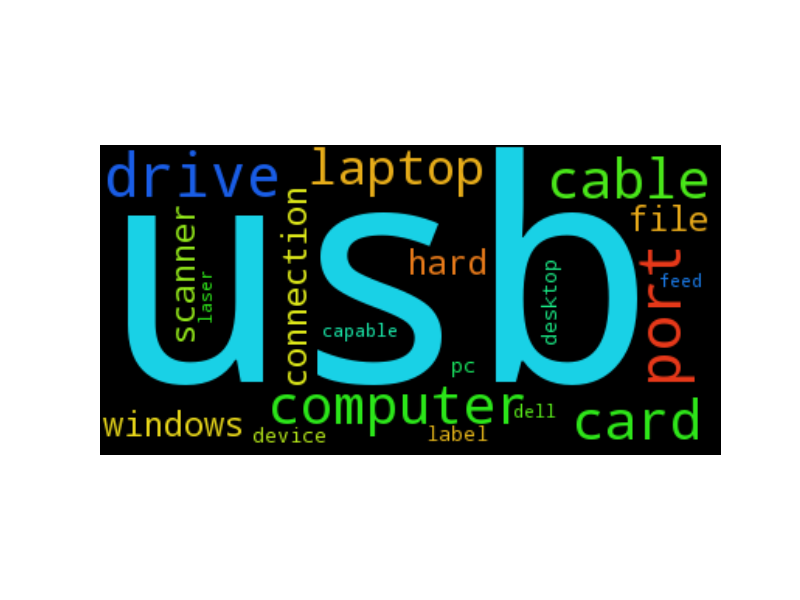 drive
laptop
cable
file
usb
scanner
laser
connection
hard
capable
desktop
port
feed
pc
computer
dell
card
windows
device
label